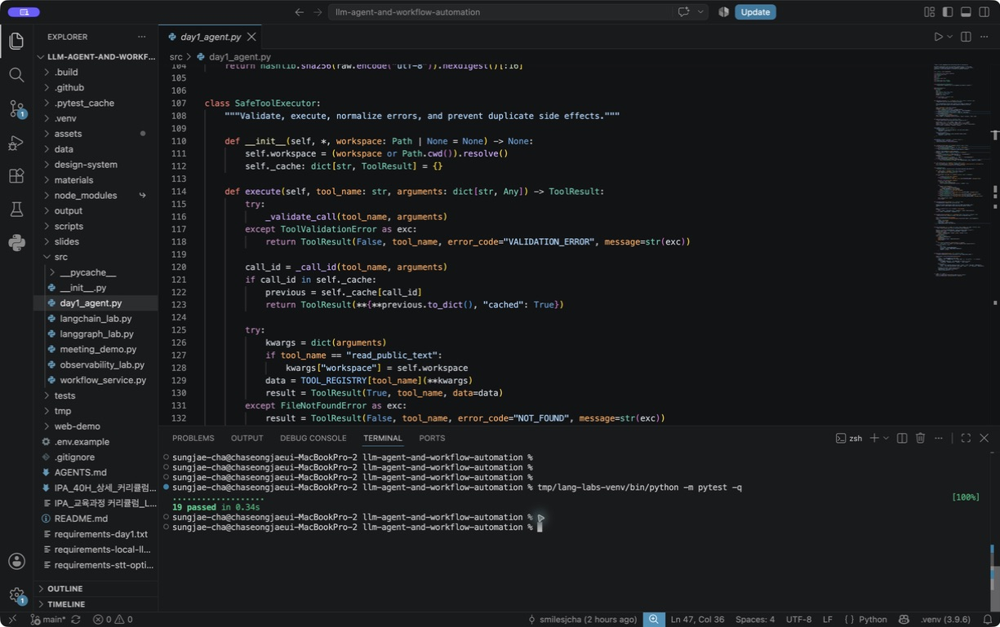 llm-agent-and-workflow-automation
Update
EXPLORER
LLM-AGENT-AND-WORKF...
.build
.github
.pytest_cache
.venv
assets
data
design-system
materials
node_modules
output
scripts
slides
src
__pycache__
__init__.py
day1_agent.py
langchain_lab.py
langgraph_lab.py
meeting_demo.py
observability_lab.py
workflow_service.py
tests
tmp
web-demo
.env.example
.gitignore
AGENTS.md
IPA_40H_상세_커리큘럼...
IPA_교육과정 커리큘럼_L...
README.md
requirements-day1.txt
requirements-local-ll...
requirements-stt-opti...
OUTLINE
TIMELINE
day1_agent.py
src > day1_agent.py
104 return hashlib.sha256(raw.encode("utf-8")).hexdigest()[:16]
105
106
107 class SafeToolExecutor:
108 """Validate, execute, normalize errors, and prevent duplicate side effects."""
109
110 def __init__(self, *, workspace: Path | None = None) -> None:
111 self.workspace = (workspace or Path.cwd()).resolve()
112 self._cache: dict[str, ToolResult] = {}
113
114 def execute(self, tool_name: str, arguments: dict[str, Any]) -> ToolResult:
115 try:
116 _validate_call(tool_name, arguments)
117 except ToolValidationError as exc:
118 return ToolResult(False, tool_name, error_code="VALIDATION_ERROR", message=str(exc))
119
120 call_id = _call_id(tool_name, arguments)
121 if call_id in self._cache:
122 previous = self._cache[call_id]
123 return ToolResult(**{**previous.to_dict(), "cached": True})
124
125 try:
126 kwargs = dict(arguments)
127 if tool_name == "read_public_text":
128 kwargs["workspace"] = self.workspace
129 data = TOOL_REGISTRY[tool_name](**kwargs)
130 result = ToolResult(True, tool_name, data=data)
131 except FileNotFoundError as exc:
132 result = ToolResult(False, tool_name, error_code="NOT_FOUND", message=str(exc))
PROBLEMS OUTPUT DEBUG CONSOLE TERMINAL PORTS
zsh
sungjae-cha@chaseongjaeui-MacBookPro-2 llm-agent-and-workflow-automation %
sungjae-cha@chaseongjaeui-MacBookPro-2 llm-agent-and-workflow-automation %
sungjae-cha@chaseongjaeui-MacBookPro-2 llm-agent-and-workflow-automation %
sungjae-cha@chaseongjaeui-MacBookPro-2 llm-agent-and-workflow-automation % tmp/lang-labs-venv/bin/python -m pytest -q
................... [100%]
19 passed in 0.34s
sungjae-cha@chaseongjaeui-MacBookPro-2 llm-agent-and-workflow-automation %
sungjae-cha@chaseongjaeui-MacBookPro-2 llm-agent-and-workflow-automation %
main* 0 0 smilesjcha (2 hours ago) Ln 47, Col 36 Spaces: 4 UTF-8 LF { } Python .venv (3.9.6)